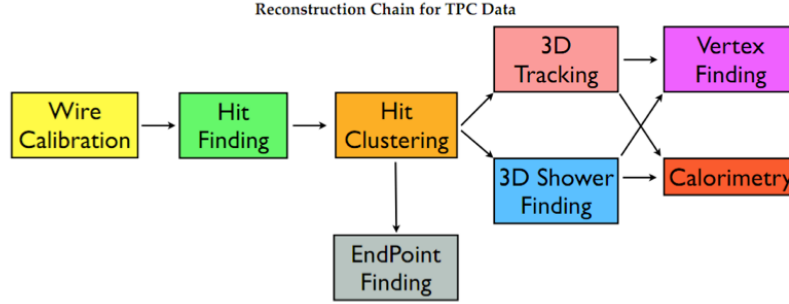 Reconstruction Chain for TPC Data
3D
Tracking
Vertex
Finding
Wire
Calibration
Hit
Finding
Hit
Clustering
3D Shower
Finding
Calorimetry
EndPoint
Finding